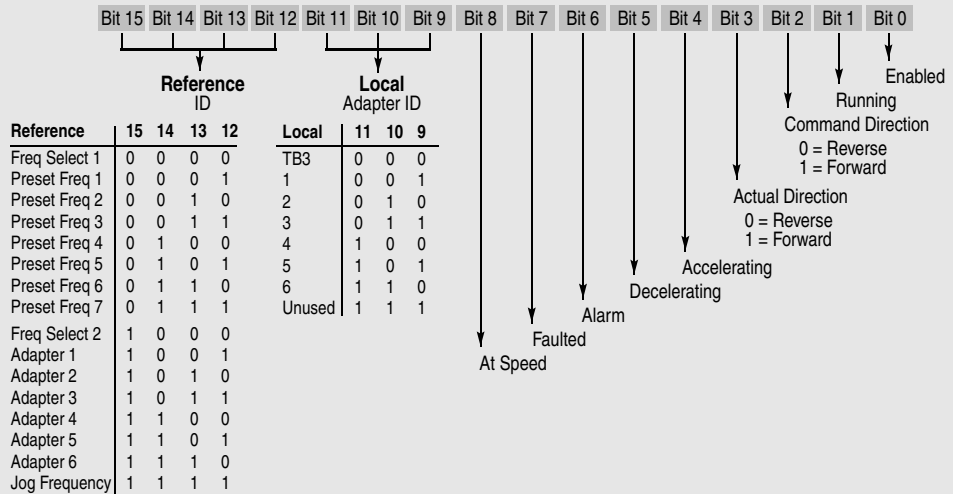 Bit 15 Bit 14 Bit 13 Bit 12 Bit 11 Bit 10 Bit 9 Bit 8 Bit 7 Bit 6 Bit 5 Bit 4 Bit 3 Bit 2 Bit 1 Bit 0
Reference
ID
Reference 15 14 13 12
Freq Select 1 0 0 0 0
Preset Freq 1 0 0 0 1
Preset Freq 2 0 0 1 0
Preset Freq 3 0 0 1 1
Preset Freq 4 0 1 0 0
Preset Freq 5 0 1 0 1
Preset Freq 6 0 1 1 0
Preset Freq 7 0 1 1 1
Freq Select 2 1 0 0 0
Adapter 1 1 0 0 1
Adapter 2 1 0 1 0
Adapter 3 1 0 1 1
Adapter 4 1 1 0 0
Adapter 5 1 1 0 1
Adapter 6 1 1 1 0
Jog Frequency 1 1 1 1
Local
Adapter ID
Local 11 10 9
TB3 0 0 0
1 0 0 1
2 0 1 0
3 0 1 1
4 1 0 0
5 1 0 1
6 1 1 0
Unused 1 1 1
Enabled
Running
Command Direction
0 = Reverse
1 = Forward
Actual Direction
0 = Reverse
1 = Forward
Accelerating
Decelerating
Alarm
Faulted
At Speed